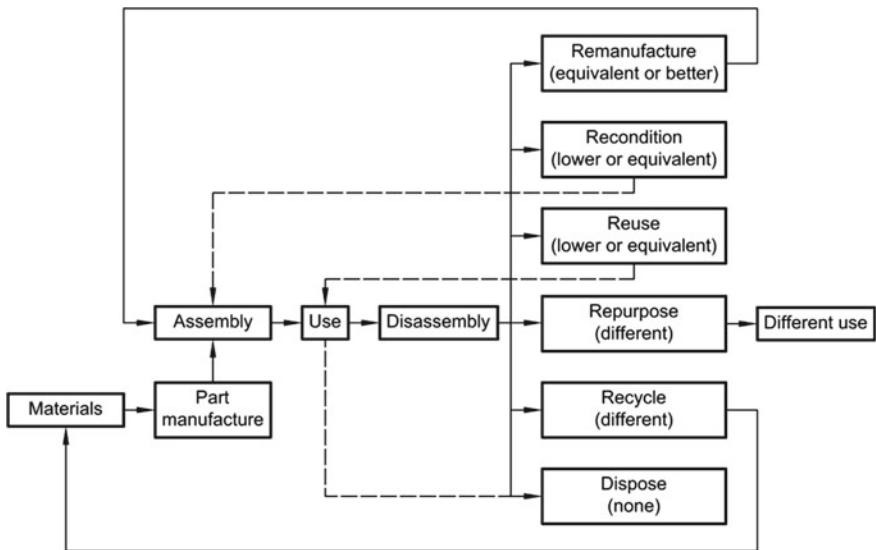 Remanufacture
(equivalent or better)
Recondition
(lower or equivalent)
Reuse
(lower or equivalent)
Assembly
Use
Disassembly
Repurpose
(different)
Different use
Materials
Part
manufacture
Recycle
(different)
Dispose
(none)